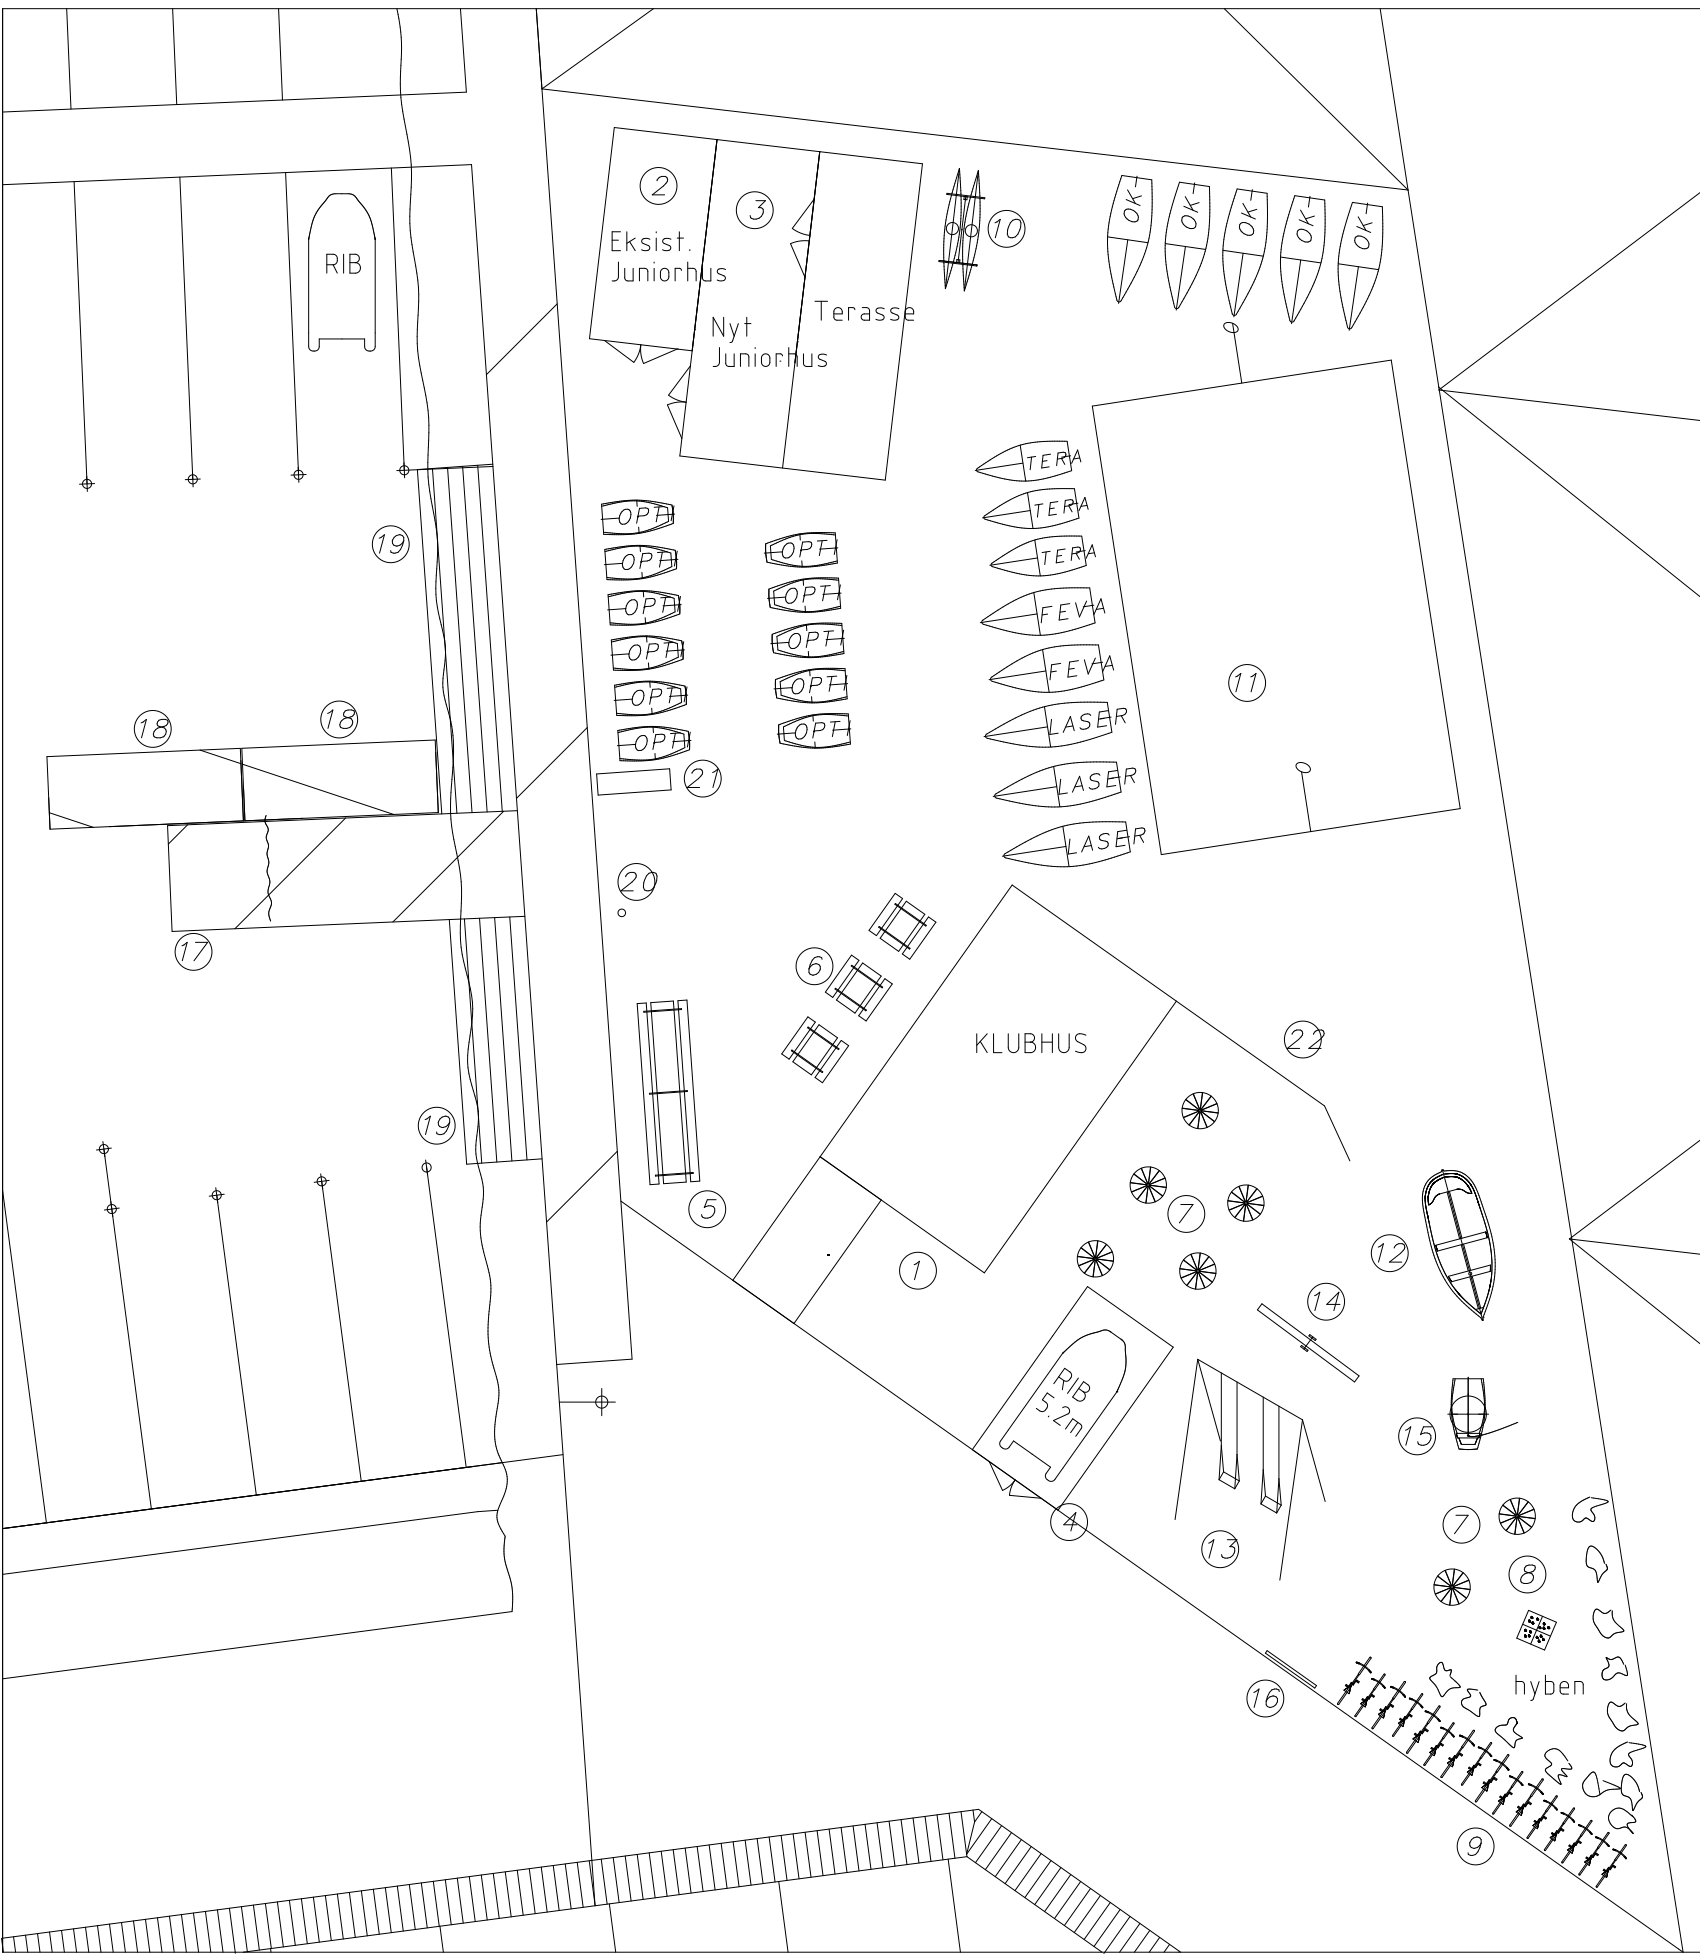 2
3
Eksist.
Juniorhus
Nyt
Juniorhus
Terasse
10
OK
OK
OK
OK
OK
RIB
TERA
TERA
TERA
FEVA
FEVA
LASER
LASER
LASER
11
OPTI
OPTI
OPTI
OPTI
OPTI
OPTI
OPTI
OPTI
OPTI
OPTI
OPTI
19
18
18
21
20
17
6
KLUBHUS
22
19
5
7
1
12
14
RIB
5.2m
15
4
13
7
8
hyben
16
9